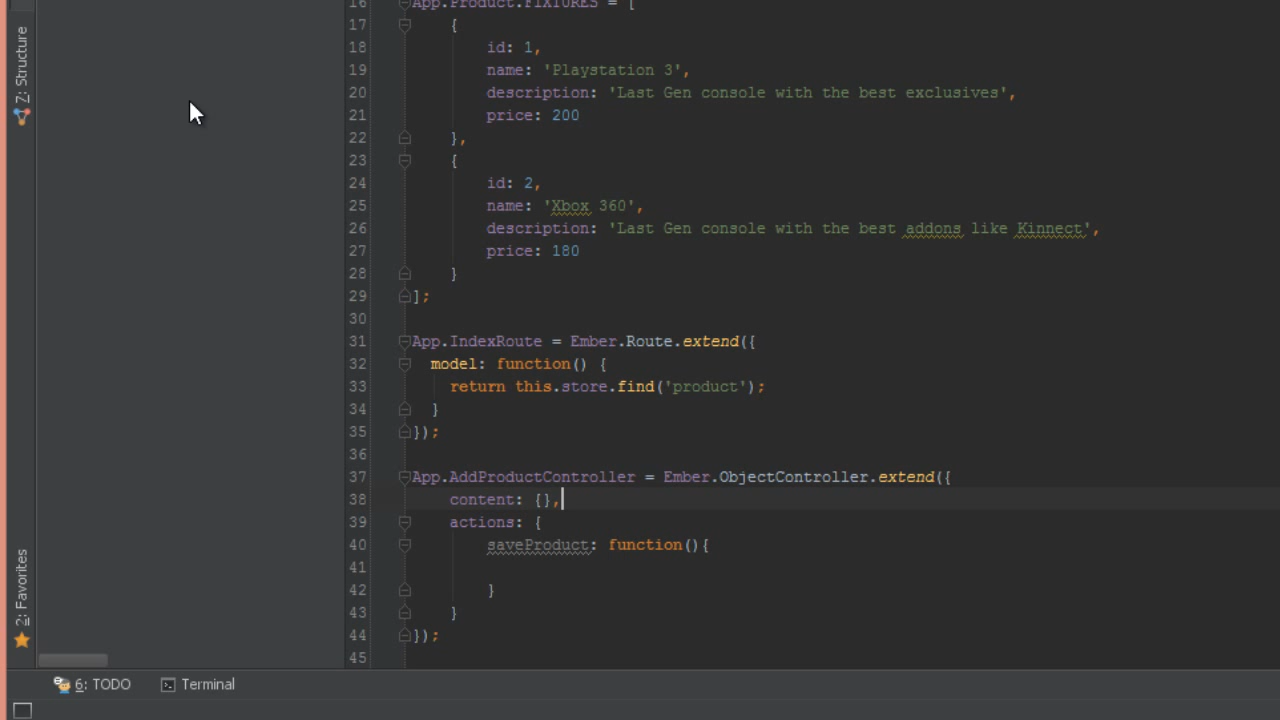 16 App.Product.FIXTURES = [
17 {
18 id: 1,
19 name: 'Playstation 3',
20 description: 'Last Gen console with the best exclusives',
21 price: 200
22 },
23 {
24 id: 2,
25 name: 'Xbox 360',
26 description: 'Last Gen console with the best addons like Kinnect',
27 price: 180
28 }
29 ];
30
31 App.IndexRoute = Ember.Route.extend({
32 model: function() {
33 return this.store.find('product');
34 }
35 });
36
37 App.AddProductController = Ember.ObjectController.extend({
38 content: {},
39 actions: {
40 saveProduct: function(){
41
42 }
43 }
44 });
45
Z: Structure
2: Favorites
6: TODO Terminal